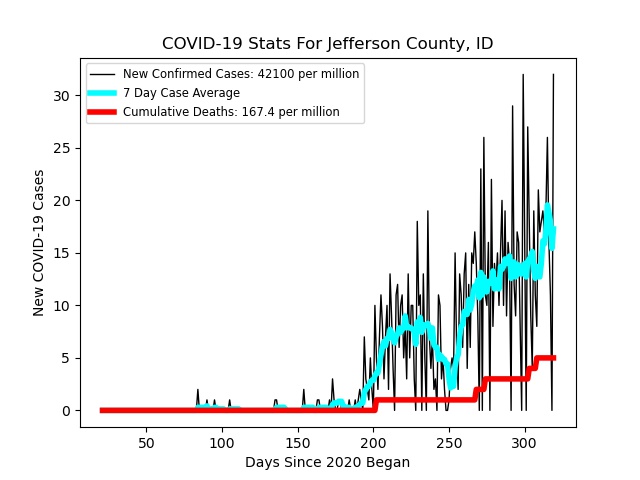 COVID-19 Stats For Jefferson County, ID
New Confirmed Cases: 42100 per million
7 Day Case Average
Cumulative Deaths: 167.4 per million
30
25
20
15
10
5
0
New COVID-19 Cases
50 100 150 200 250 300
Days Since 2020 Began